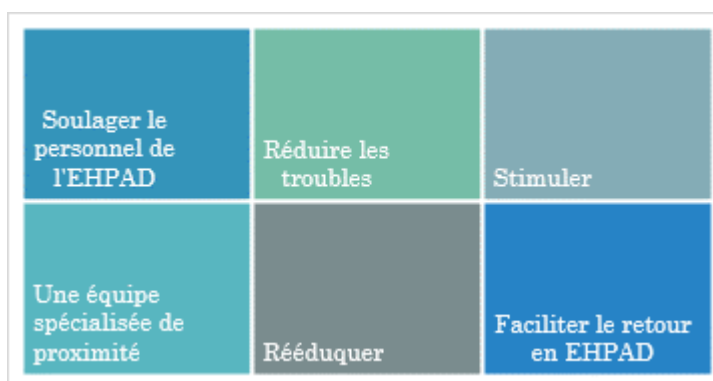 Soulager le
personnel de
l'EHPAD
Réduire les
troubles
Stimuler
Une équipe
spécialisée de
proximité
Rééduquer
Faciliter le retour
en EHPAD